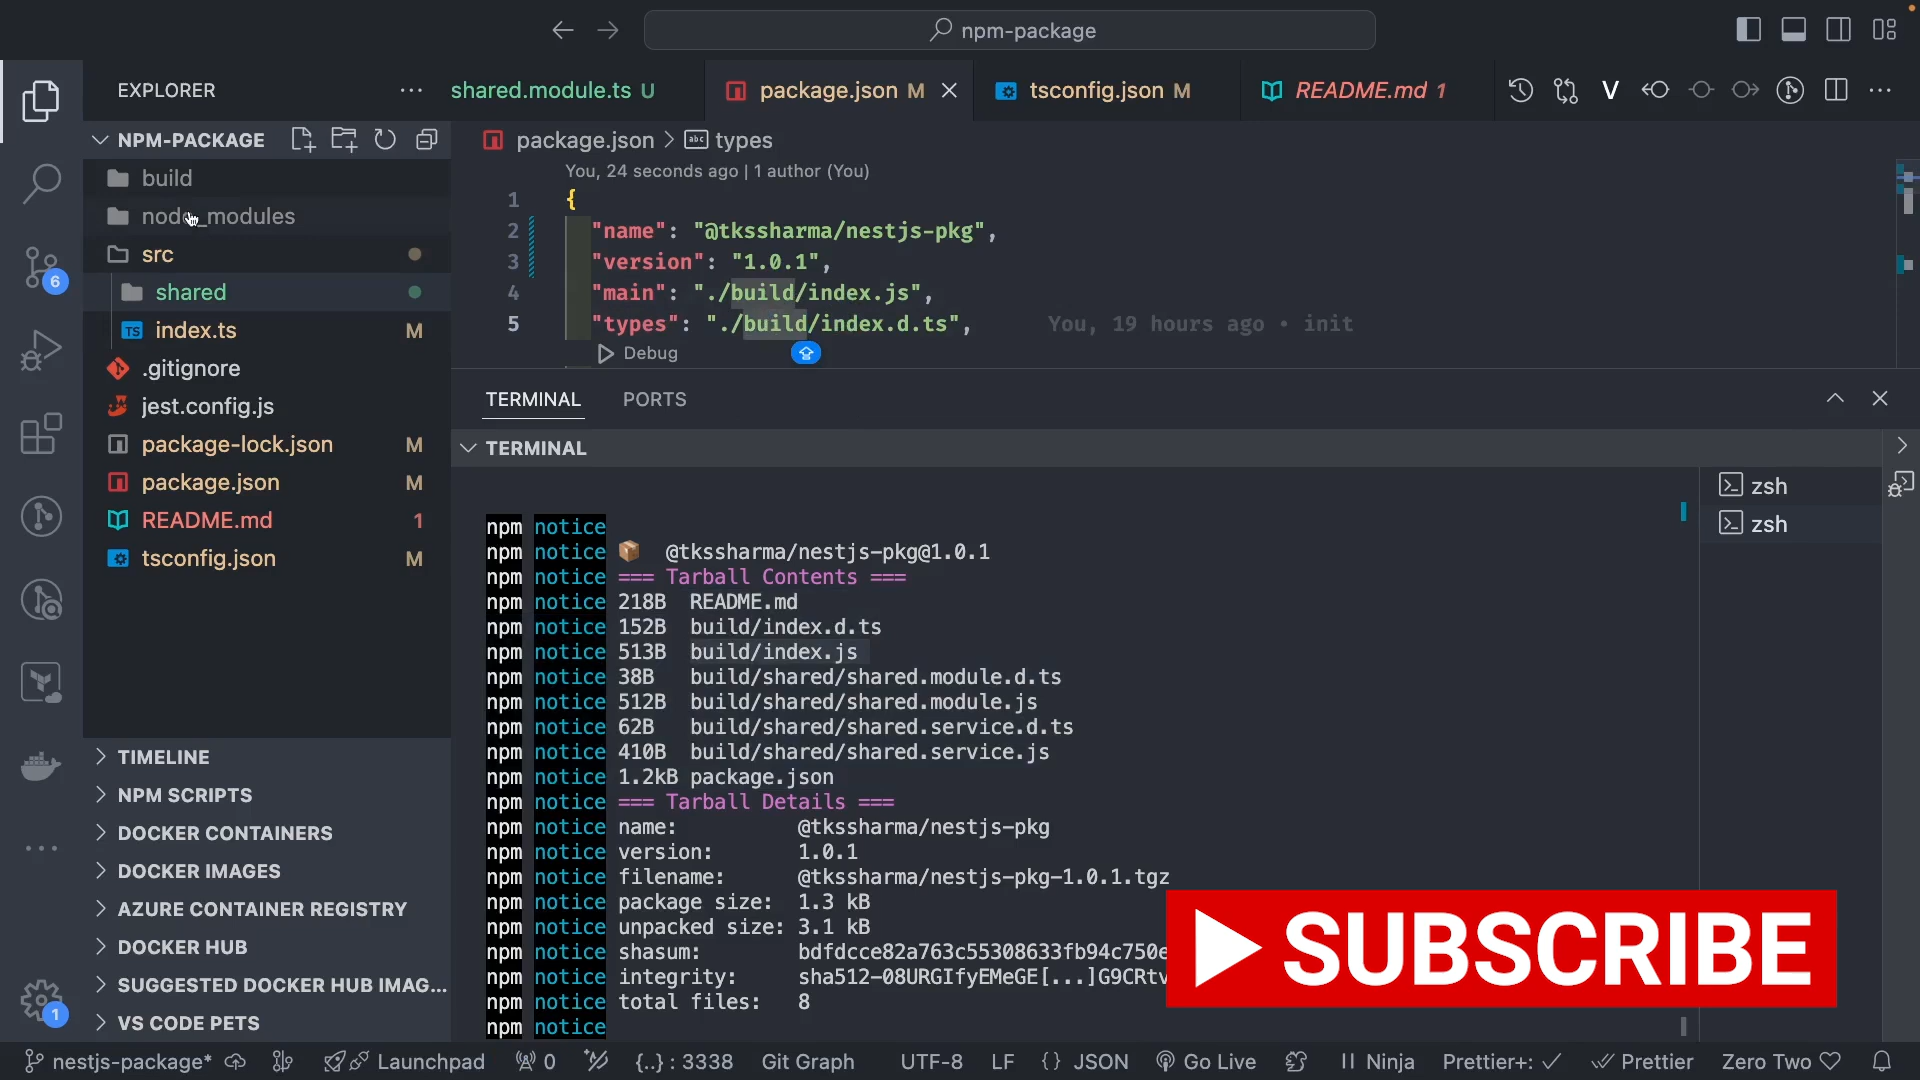 npm-package
EXPLORER
shared.module.ts U
package.json M
tsconfig.json M
README.md 1
NPM-PACKAGE
package.json > types
build
You, 24 seconds ago | 1 author (You)
node_modules
src
shared
index.ts M
.gitignore
jest.config.js
package-lock.json M
package.json M
README.md 1
tsconfig.json M
6
1 {
2 "name": "@tkssharma/nestjs-pkg",
3 "version": "1.0.1",
4 "main": "./build/index.js",
5 "types": "./build/index.d.ts", You, 19 hours ago • init
Debug
TERMINAL PORTS
TERMINAL
zsh
zsh
npm notice
npm notice 📦 @tkssharma/nestjs-pkg@1.0.1
npm notice === Tarball Contents ===
npm notice 218B README.md
npm notice 152B build/index.d.ts
npm notice 513B build/index.js
npm notice 38B build/shared/shared.module.d.ts
npm notice 512B build/shared/shared.module.js
npm notice 62B build/shared/shared.service.d.ts
npm notice 410B build/shared/shared.service.js
npm notice 1.2kB package.json
npm notice === Tarball Details ===
npm notice name: @tkssharma/nestjs-pkg
npm notice version: 1.0.1
npm notice filename: @tkssharma/nestjs-pkg-1.0.1.tgz
npm notice package size: 1.3 kB
npm notice unpacked size: 3.1 kB
npm notice shasum: bdfdcce82a763c55308633fb94c750e
npm notice integrity: sha512-08URGIfyEMeGE[...]G9CRtv
npm notice total files: 8
npm notice
TIMELINE
NPM SCRIPTS
DOCKER CONTAINERS
DOCKER IMAGES
AZURE CONTAINER REGISTRY
DOCKER HUB
SUGGESTED DOCKER HUB IMAG...
VS CODE PETS
1
SUBSCRIBE
nestjs-package* Launchpad 0 {..} : 3338 Git Graph UTF-8 LF {} JSON Go Live Ninja Prettier+: ✓ Prettier Zero Two